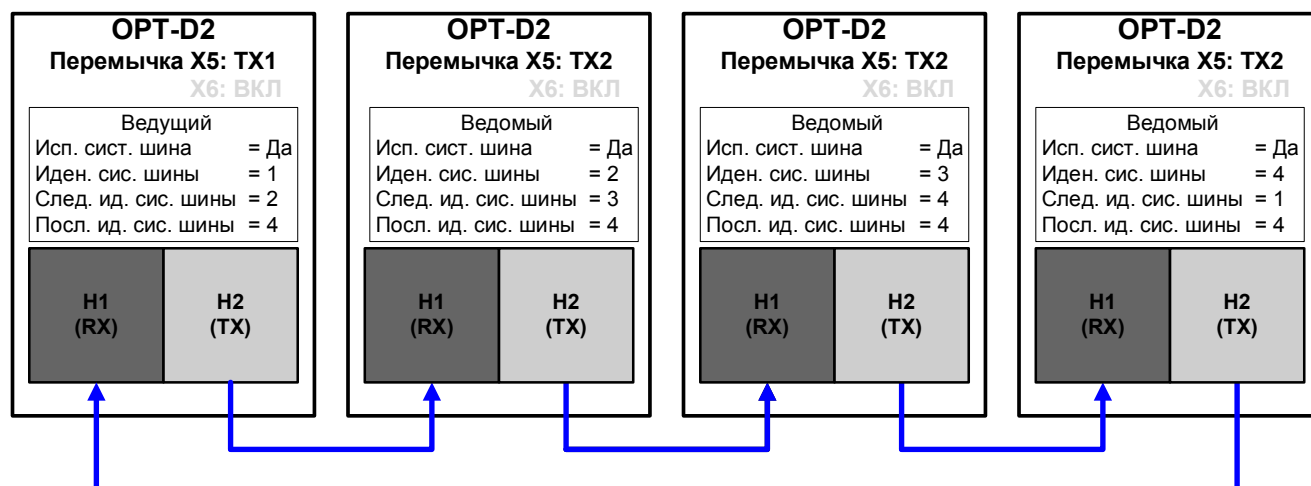 OPT-D2
Перемычка X5: TX1
X6: ВКЛ
Ведущий
Исп. сист. шина = Да
Иден. сис. шины = 1
След. ид. сис. шины = 2
Посл. ид. сис. шины = 4
H1
(RX)
H2
(TX)
OPT-D2
Перемычка X5: TX2
X6: ВКЛ
Ведомый
Исп. сист. шина = Да
Иден. сис. шины = 2
След. ид. сис. шины = 3
Посл. ид. сис. шины = 4
H1
(RX)
H2
(TX)
OPT-D2
Перемычка X5: TX2
X6: ВКЛ
Ведомый
Исп. сист. шина = Да
Иден. сис. шины = 3
След. ид. сис. шины = 4
Посл. ид. сис. шины = 4
H1
(RX)
H2
(TX)
OPT-D2
Перемычка X5: TX2
X6: ВКЛ
Ведомый
Исп. сист. шина = Да
Иден. сис. шины = 4
След. ид. сис. шины = 1
Посл. ид. сис. шины = 4
H1
(RX)
H2
(TX)